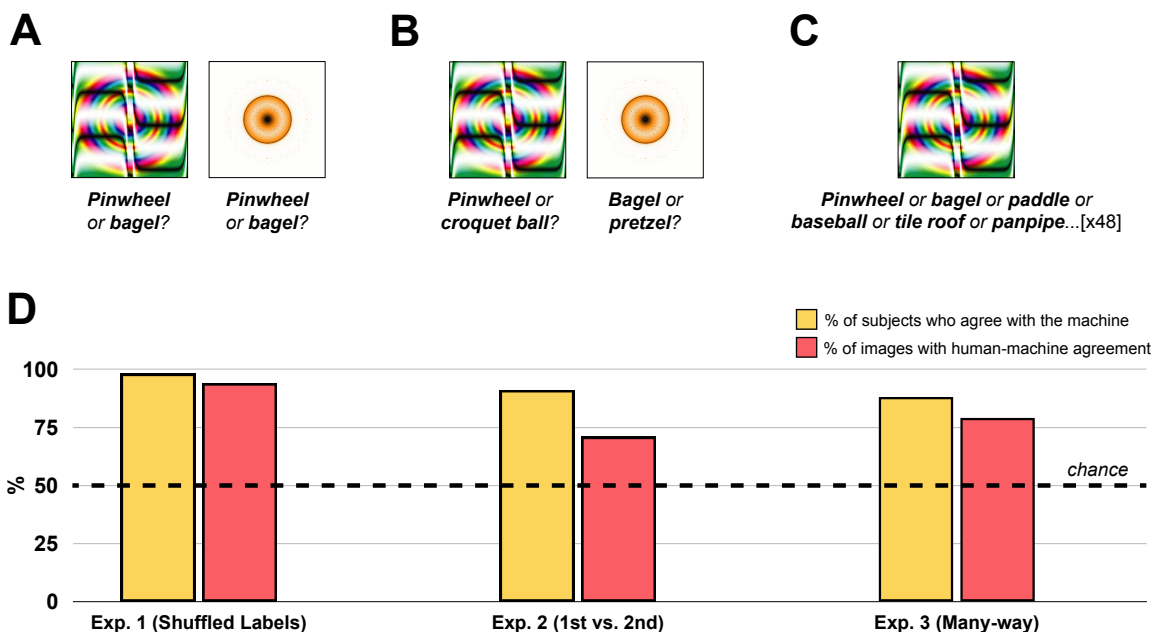 A
B
C
Pinwheel
or bagel?
Pinwheel
or bagel?
Pinwheel or
croquet ball?
Bagel or
pretzel?
Pinwheel or bagel or paddle or
baseball or tile roof or panpipe...[x48]
D
% of subjects who agree with the machine
% of images with human-machine agreement
100
75
50
25
0
%
chance
Exp. 1 (Shuffled Labels)
Exp. 2 (1st vs. 2nd)
Exp. 3 (Many-way)